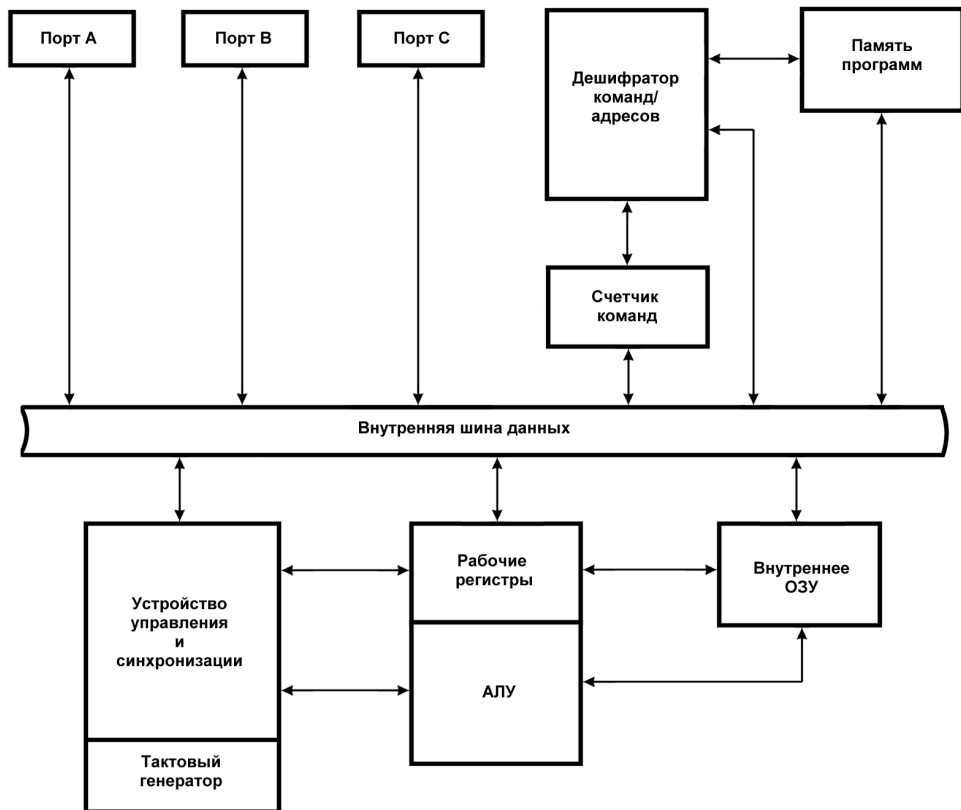 Порт А
Порт В
Порт С
Дешифратор
команд/
адресов
Память
программ
Счетчик
команд
Внутренняя шина данных
Устройство
управления
и
синхронизации
Тактовый
генератор
Рабочие
регистры
АЛУ
Внутреннее
ОЗУ